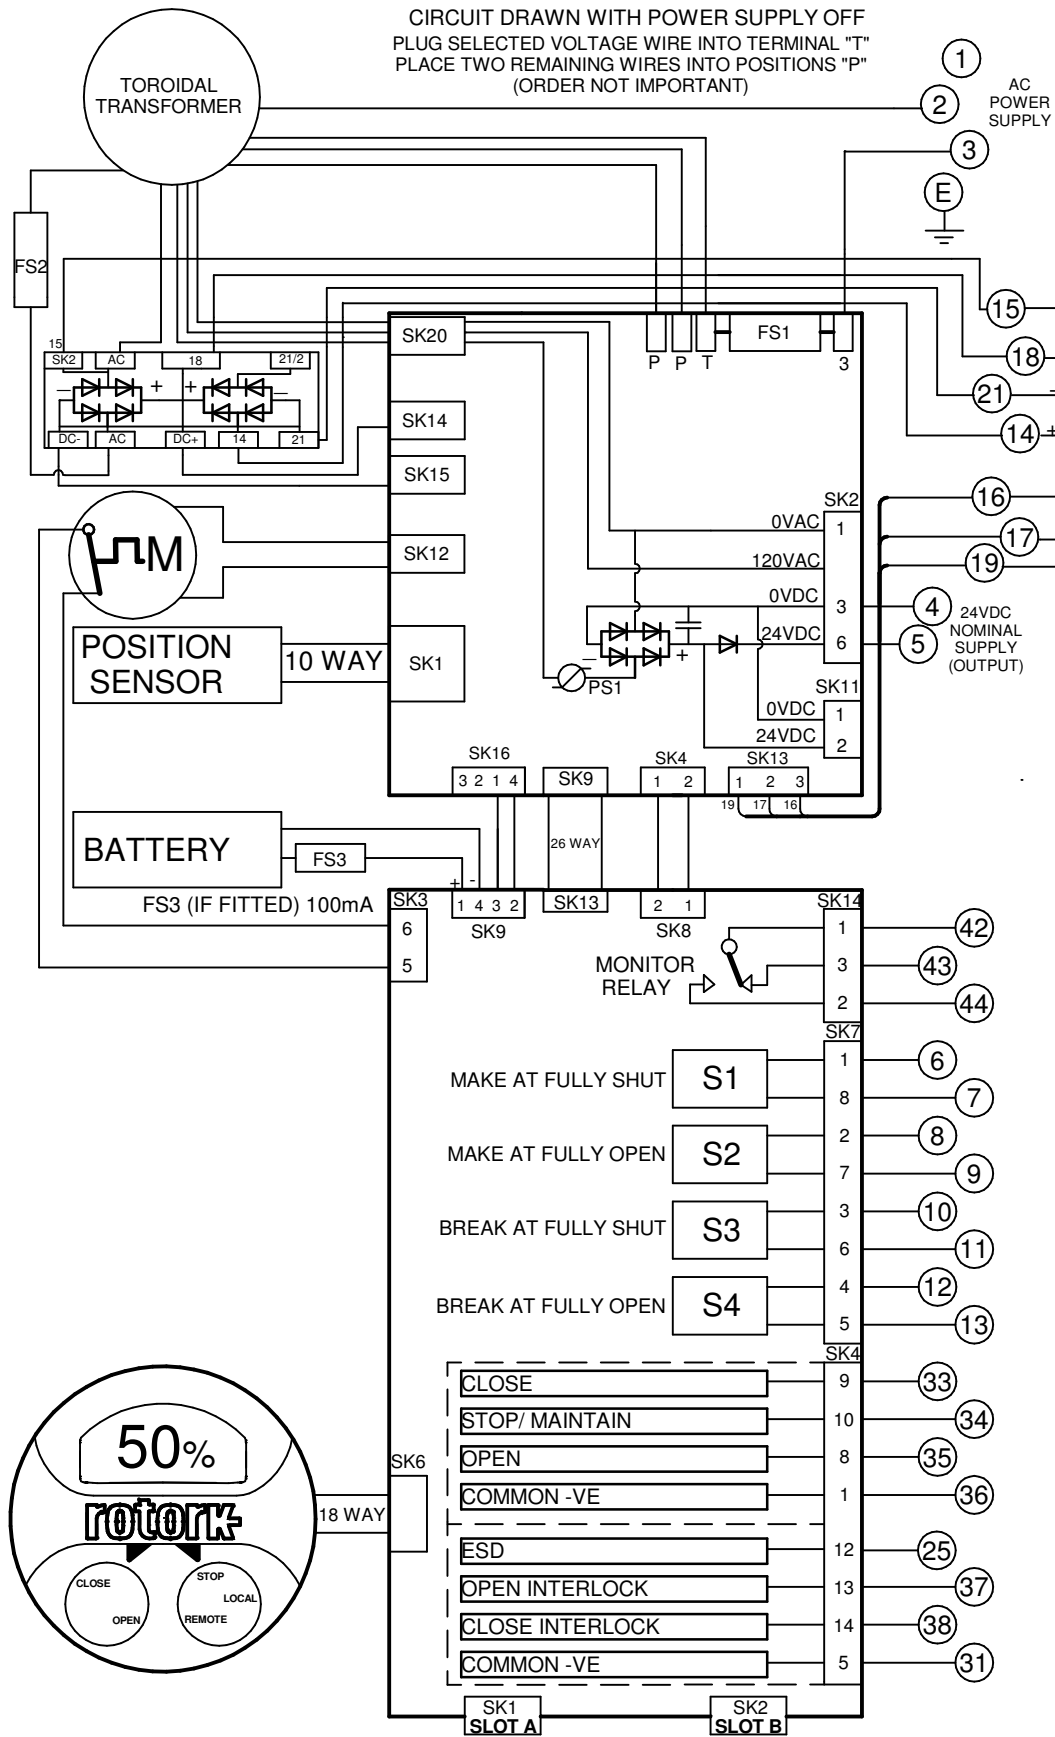 CIRCUIT DRAWN WITH POWER SUPPLY OFF
PLUG SELECTED VOLTAGE WIRE INTO TERMINAL "T"
PLACE TWO REMAINING WIRES INTO POSITIONS "P"
(ORDER NOT IMPORTANT)
TOROIDAL
TRANSFORMER
1
2
AC
POWER
SUPPLY
3
E
FS2
15
18
21
-
14
+
15
SK2
AC
18
21/2
−
+
+
−
DC-
AC
DC+
14
21
SK20
P
P
T
FS1
3
SK14
SK15
SK12
M
SK2
0VAC
1
120VAC
0VDC
3
24VDC
6
−
+
PS1
16
17
19
4
5
24VDC
NOMINAL
SUPPLY
(OUTPUT)
POSITION
SENSOR
10 WAY
SK1
SK11
0VDC
1
24VDC
2
SK16
3 2 1 4
SK9
SK4
1 2
SK13
1 2 3
19 17 16
26 WAY
BATTERY
FS3
FS3 (IF FITTED) 100mA
+ -
SK3
6
5
1 4 3 2
SK9
SK13
2 1
SK8
SK14
1
3
2
MONITOR
RELAY
42
43
44
SK7
MAKE AT FULLY SHUT
S1
1
8
6
7
MAKE AT FULLY OPEN
S2
2
7
8
9
BREAK AT FULLY SHUT
S3
3
6
10
11
BREAK AT FULLY OPEN
S4
4
5
12
13
SK4
CLOSE
9
33
STOP/ MAINTAIN
10
34
OPEN
8
35
COMMON -VE
1
36
ESD
12
25
OPEN INTERLOCK
13
37
CLOSE INTERLOCK
14
38
COMMON -VE
5
31
50%
rotork
CLOSE
OPEN
STOP
LOCAL
REMOTE
18 WAY
SK6
SK1
SLOT A
SK2
SLOT B